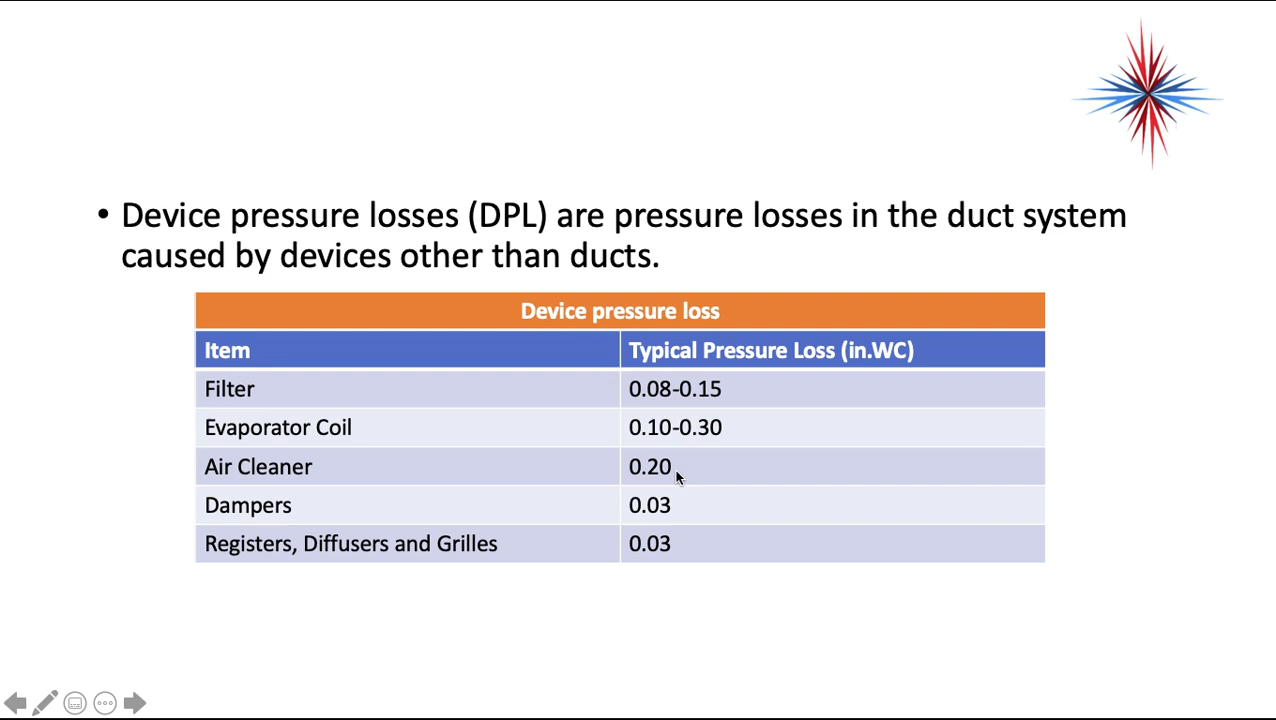 • Device pressure losses (DPL) are pressure losses in the duct system
caused by devices other than ducts.
Device pressure loss
Item Typical Pressure Loss (in.WC)
Filter 0.08-0.15
Evaporator Coil 0.10-0.30
Air Cleaner 0.20
Dampers 0.03
Registers, Diffusers and Grilles 0.03